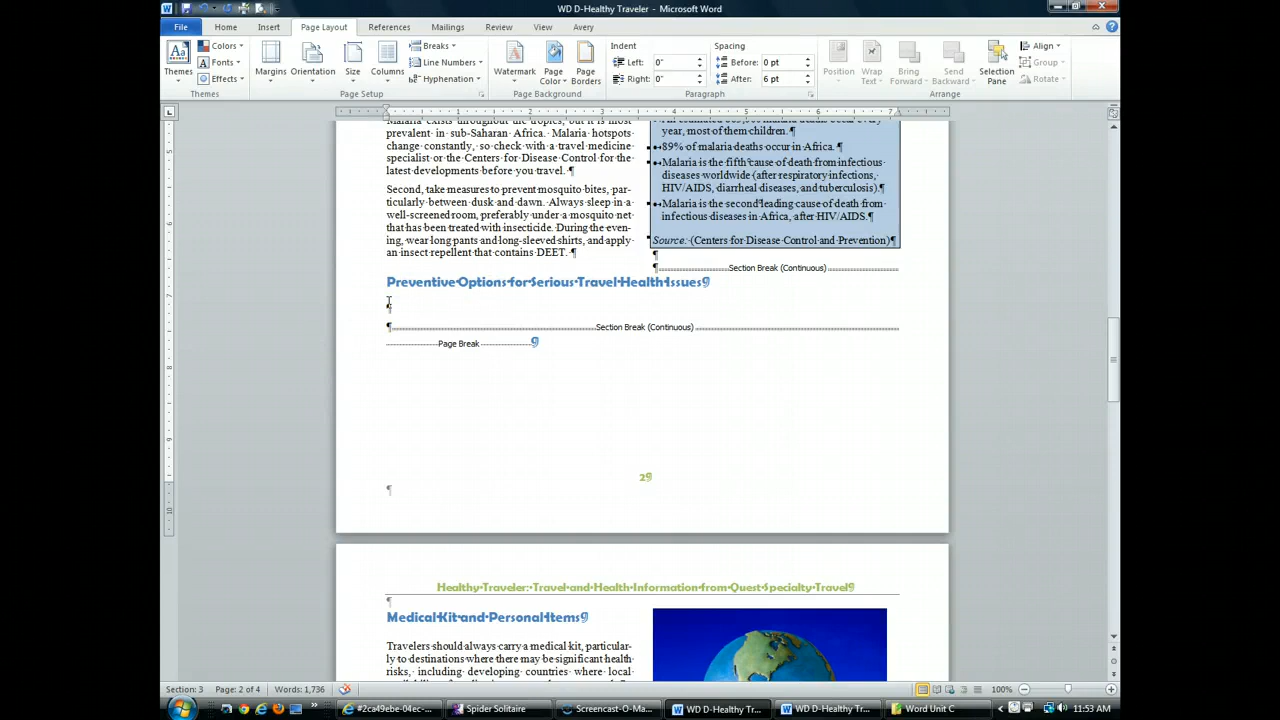 WD D-Healthy Traveler - Microsoft Word
File Home Insert Page Layout References Mailings Review View Avery
Themes Colors Fonts Effects Margins Orientation Size Columns Breaks Line Numbers Hyphenation Watermark Page Color Page Borders Indent Left: 0" Right: 0" Spacing Before: 0 pt After: 6 pt Position Wrap Text Bring Forward Send Backward Selection Pane Align Group Rotate
Themes Page Setup Page Background Paragraph Arrange
prevalent in sub-Saharan Africa. Malaria hotspots
change constantly, so check with a travel medicine
specialist or the Centers for Disease Control for the
latest developments before you travel. ¶
Second, take measures to prevent mosquito bites, par-
ticularly between dusk and dawn. Always sleep in a
well-screened room, preferably under a mosquito net
that has been treated with insecticide. During the even-
ing, wear long pants and long-sleeved shirts, and apply
an insect repellent that contains DEET. ¶
year, most of them children.¶
89% of malaria deaths occur in Africa. ¶
Malaria is the fifth cause of death from infectious
diseases worldwide (after respiratory infections,
HIV/AIDS, diarrheal diseases, and tuberculosis).¶
Malaria is the second leading cause of death from
infectious diseases in Africa, after HIV/AIDS.¶
Source: (Centers for Disease Control and Prevention)¶
¶
¶ Section Break (Continuous)
Preventive Options for Serious Travel Health Issues¶
¶ Section Break (Continuous)
Page Break ¶
2¶
¶
Healthy Traveler: Travel and Health Information from Quest Specialty Travel¶
¶
Medical Kit and Personal Items¶
Travelers should always carry a medical kit, particular-
ly to destinations where there may be significant health
risks, including developing countries where local
Section: 3 Page: 2 of 4 Words: 1,736 100%
#2ca49ebe-04ec-... Spider Solitaire Screencast-O-Ma... WD D-Healthy Tr... WD D-Healthy Tr... Word Unit C 11:53 AM